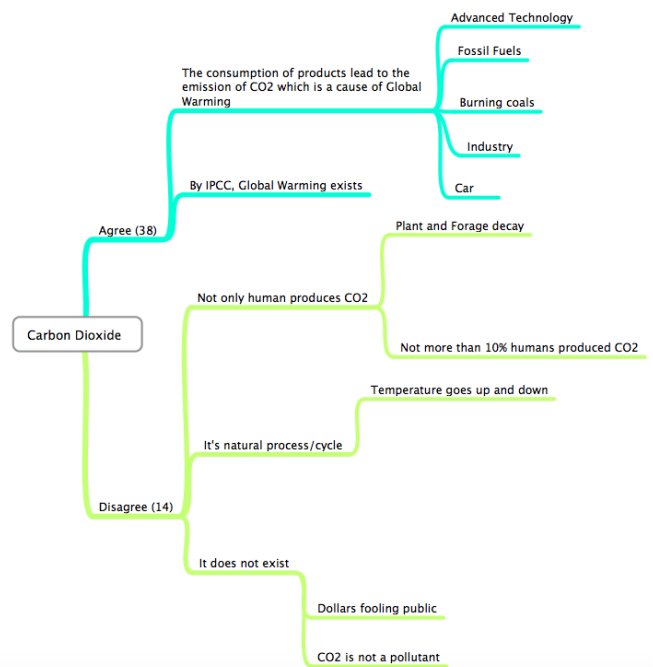 Advanced Technology
Fossil Fuels
The consumption of products lead to the
emission of CO2 which is a cause of Global
Warming
Burning coals
Industry
Car
By IPCC, Global Warming exists
Agree (38)
Plant and Forage decay
Not only human produces CO2
Carbon Dioxide
Not more than 10% humans produced CO2
Temperature goes up and down
It's natural process/cycle
Disagree (14)
It does not exist
Dollars fooling public
CO2 is not a pollutant